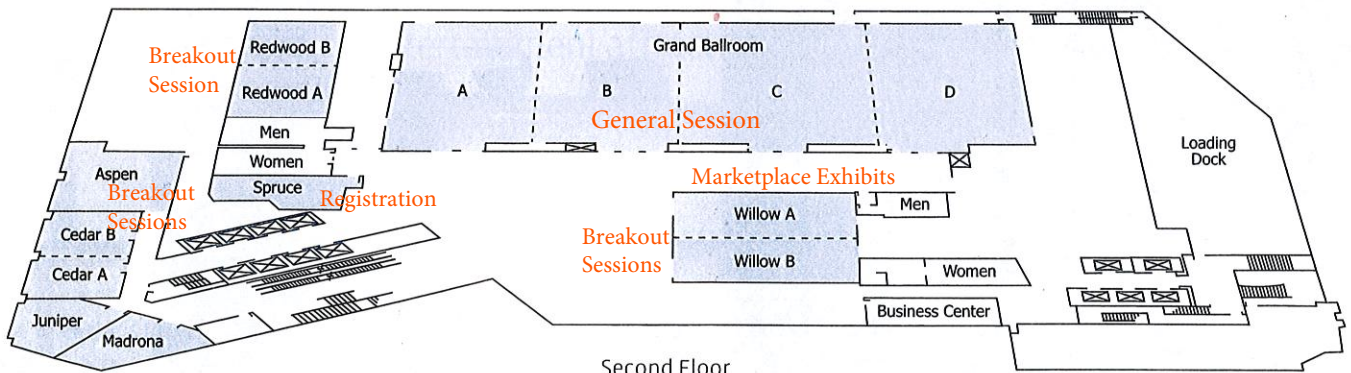 Redwood B
Breakout
Session
Redwood A
Men
Women
Spruce
Registration
Grand Ballroom
A
B
C
D
General Session
Marketplace Exhibits
Loading
Dock
Aspen
Breakout
Sessions
Cedar B
Cedar A
Juniper
Madrona
Willow A
Breakout
Sessions
Willow B
Men
Women
Business Center
Second Floor